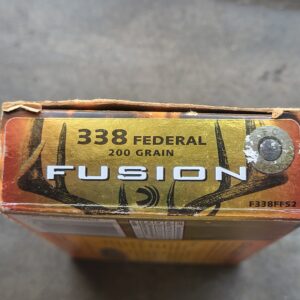 338 FEDERAL
200 GRAIN
FUSION
F338FFS2